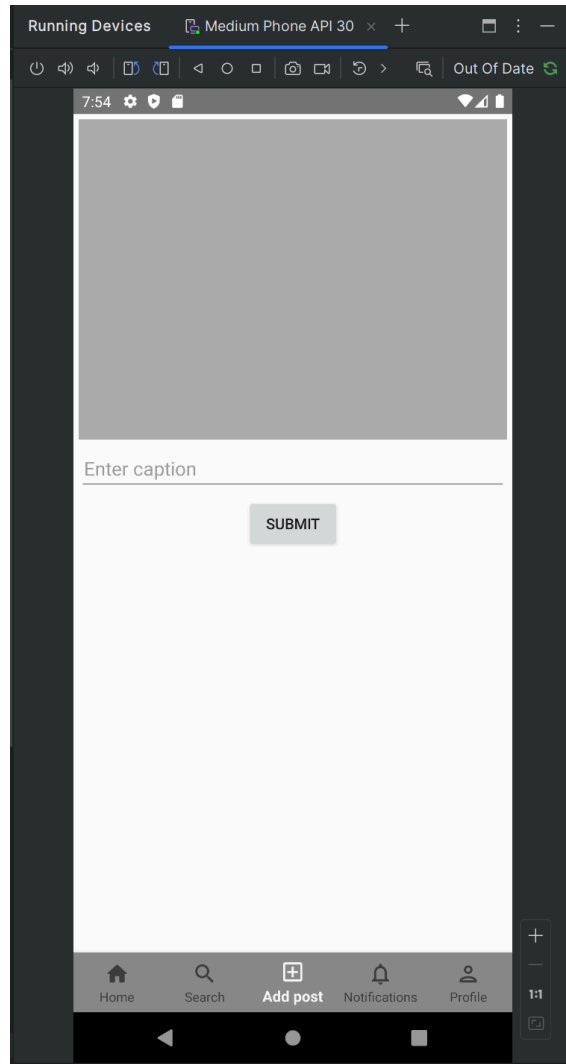 Running Devices Medium Phone API 30
Out Of Date
7:54
Enter caption
SUBMIT
Home Search Add post Notifications Profile
1:1